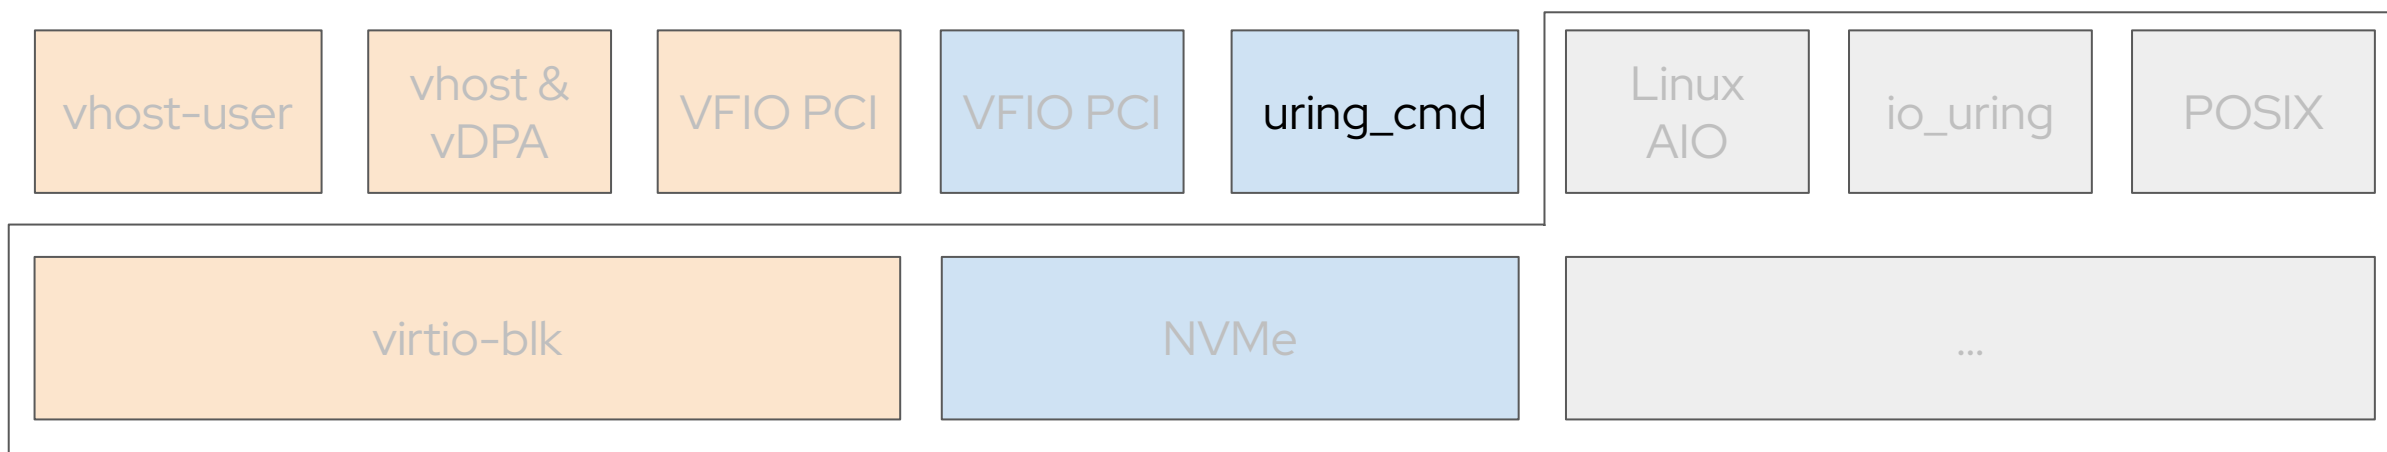 vhost-user
vhost &
vDPA
VFIO PCI
VFIO PCI
uring_cmd
Linux
AIO
io_uring
POSIX
virtio-blk
NVMe
...